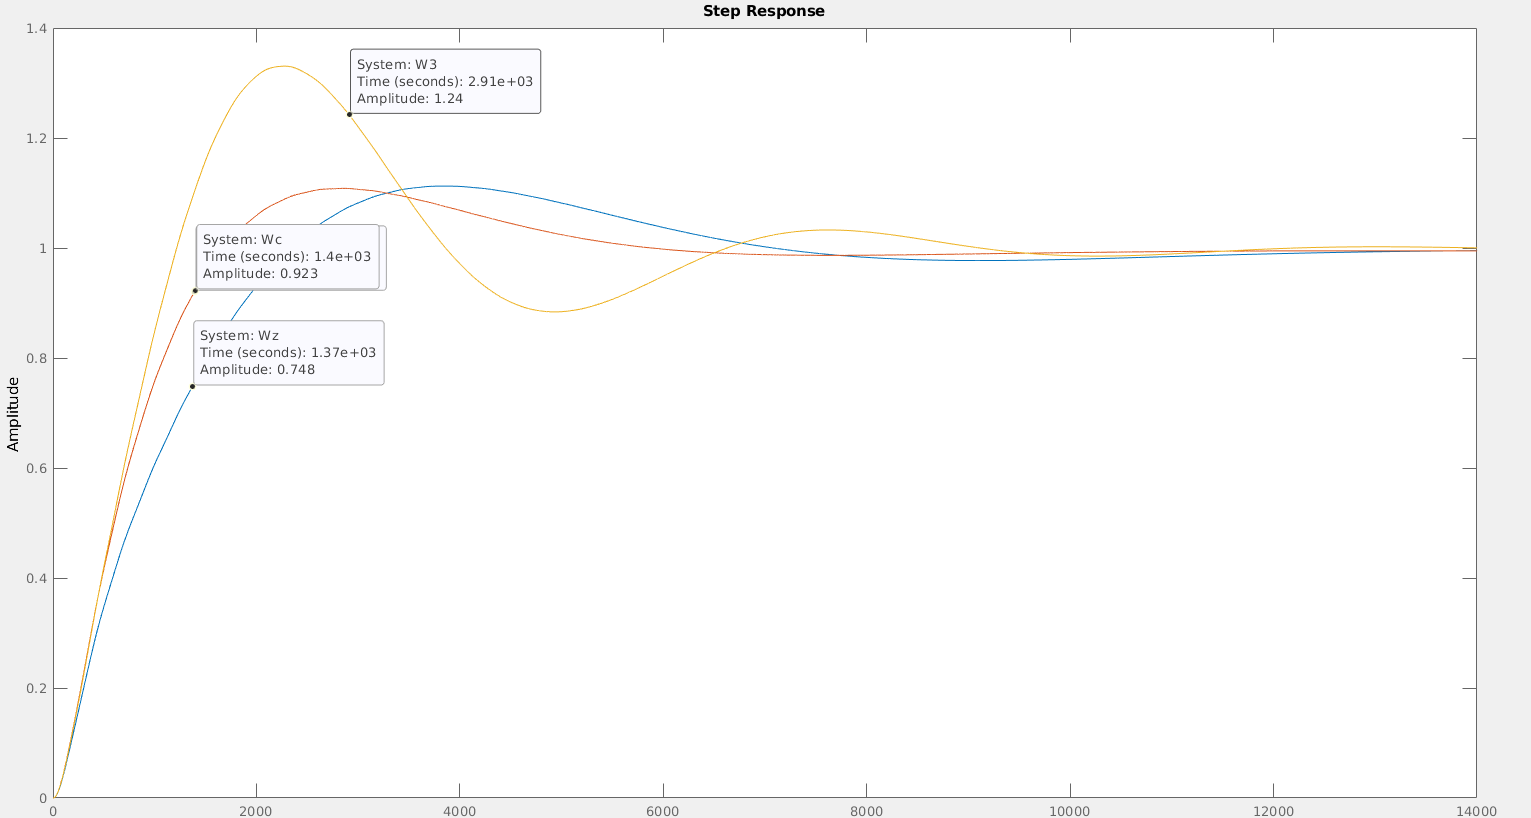 Step Response
1.4
1.2
1
0.8
0.6
0.4
0.2
0
Amplitude
System: W3
Time (seconds): 2.91e+03
Amplitude: 1.24
System: Wc
Time (seconds): 1.4e+03
Amplitude: 0.923
System: Wz
Time (seconds): 1.37e+03
Amplitude: 0.748
0 2000 4000 6000 8000 10000 12000 14000